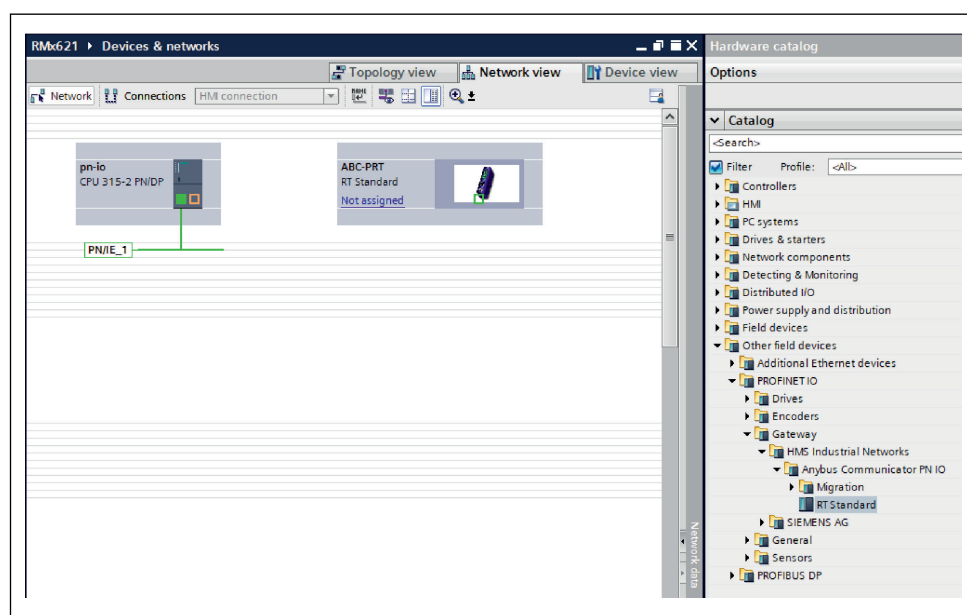 RMx621 ▸ Devices & networks
Hardware catalog
Topology view
Network view
Device view
Options
Network
Connections
HMI connection
Catalog
<Search>
Filter
Profile:
<All>
pn-io
CPU 315-2 PN/DP
ABC-PRT
RT Standard
Not assigned
PN/IE_1
Controllers
HMI
PC systems
Drives & starters
Network components
Detecting & Monitoring
Distributed I/O
Power supply and distribution
Field devices
Other field devices
Additional Ethernet devices
PROFINET IO
Drives
Encoders
Gateway
HMS Industrial Networks
Anybus Communicator PN IO
Migration
RT Standard
SIEMENS AG
General
Sensors
PROFIBUS DP
Network data